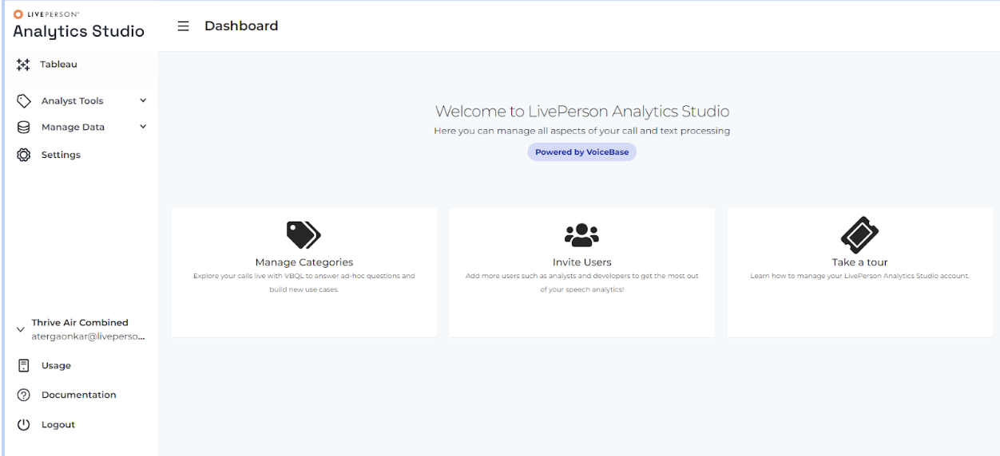 LIVEPERSON
Analytics Studio
Dashboard
Tableau
Analyst Tools
Manage Data
Settings
Welcome to LivePerson Analytics Studio
Here you can manage all aspects of your call and text processing
Powered by VoiceBase
Manage Categories
Explore your calls live with VBQL to answer ad-hoc questions and
build new use cases.
Invite Users
Add more users such as analysts and developers to get the most out
of your speech analytics!
Take a tour
Learn how to manage your LivePerson Analytics Studio account.
Thrive Air Combined
atergaonkar@liveperso...
Usage
Documentation
Logout